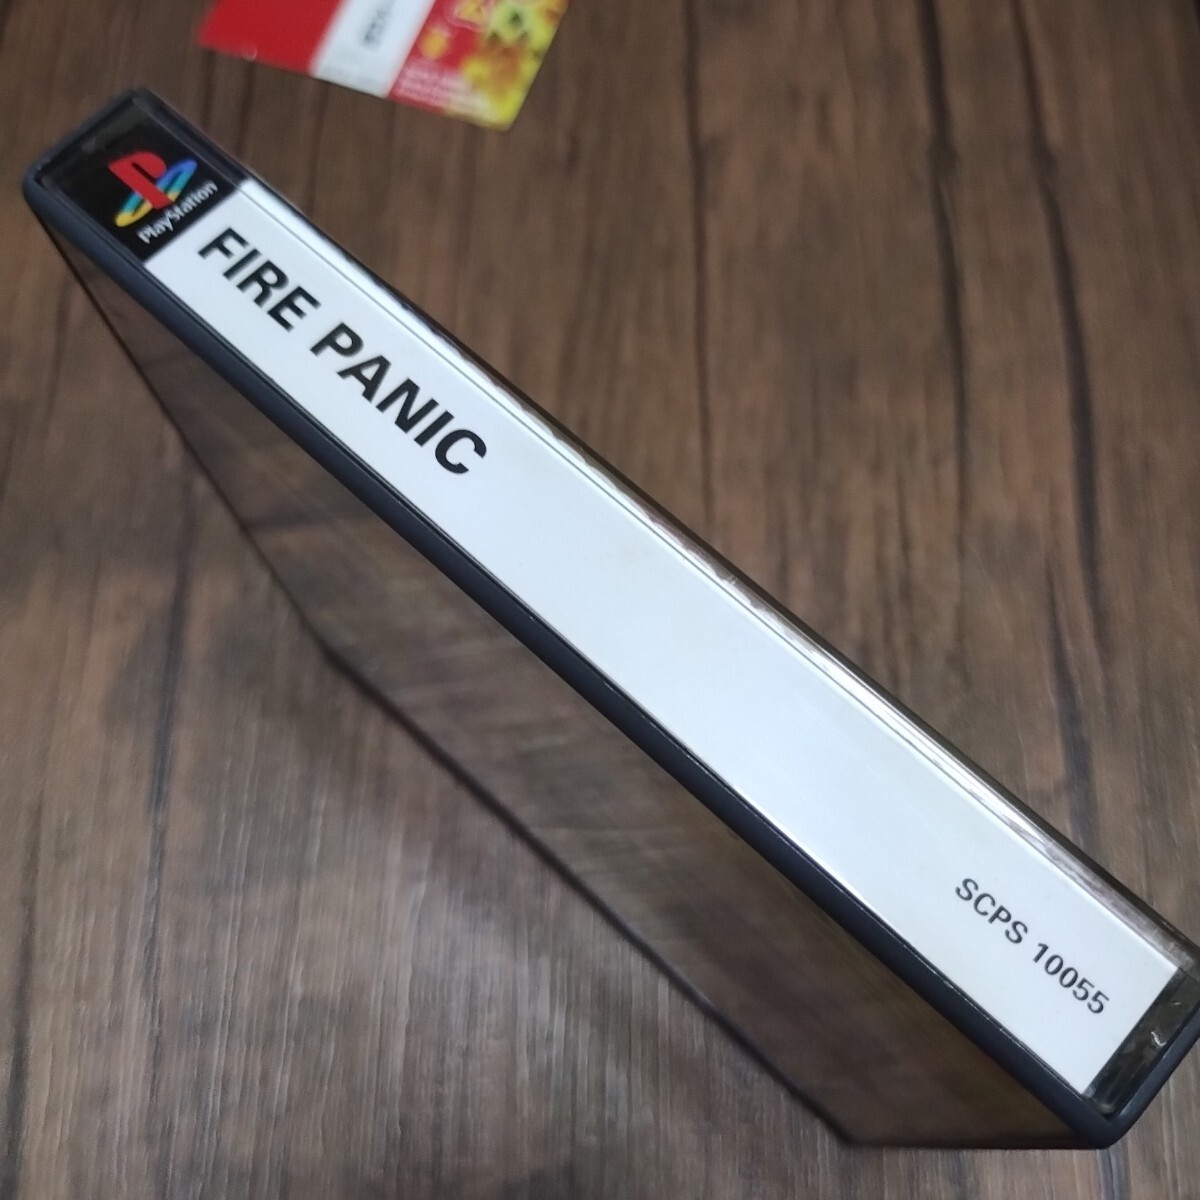 PlayStation
FIRE PANIC
SCPS 10055